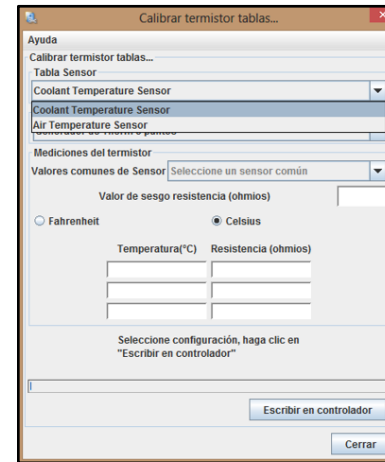 Calibrar termistor tablas...
Ayuda
Calibrar termistor tablas...
Tabla Sensor
Coolant Temperature Sensor
Coolant Temperature Sensor
Air Temperature Sensor
Mediciones del termistor
Valores comunes de Sensor Seleccione un sensor común
Valor de sesgo resistencia (ohmios)
Fahrenheit Celsius
Temperatura(°C) Resistencia (ohmios)
Seleccione configuración, haga clic en
"Escribir en controlador"
Escribir en controlador
Cerrar